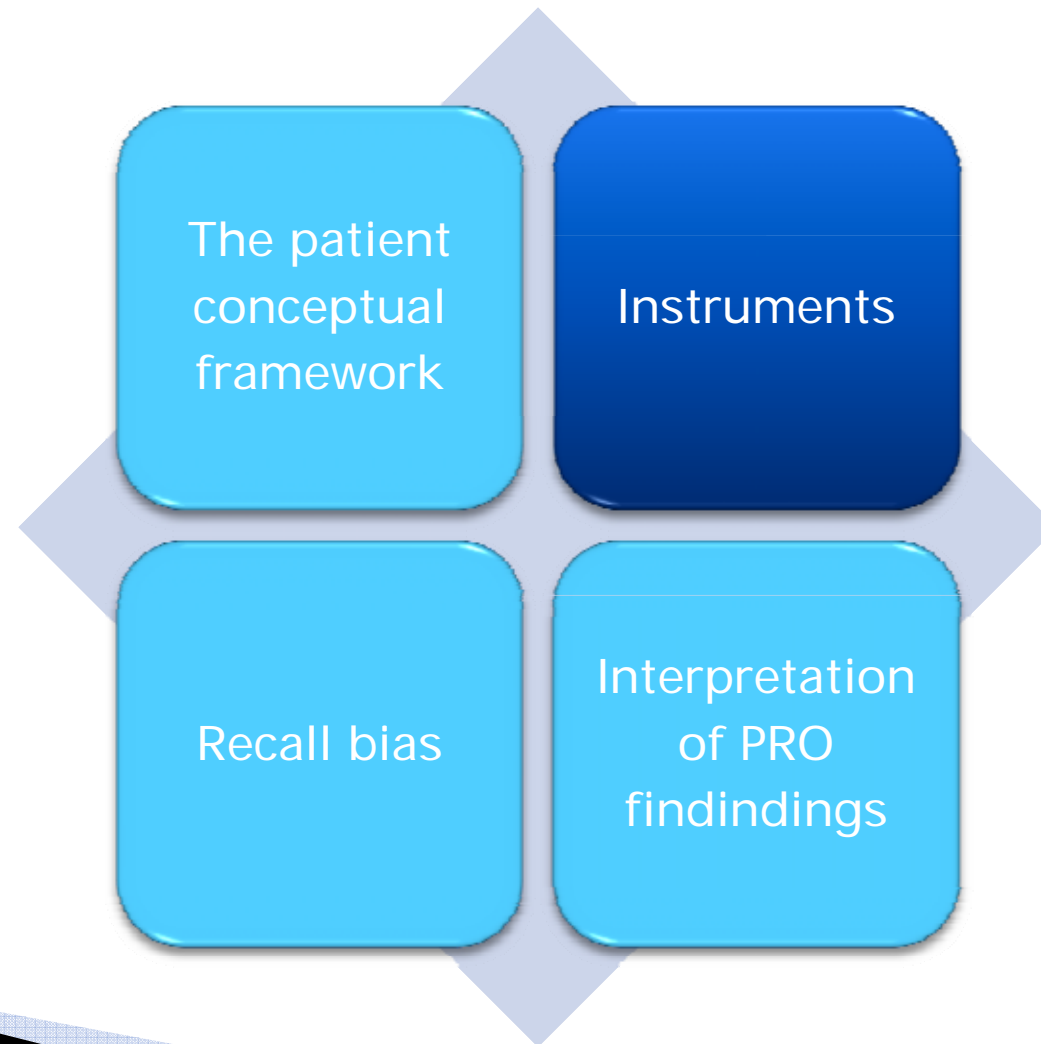 The patient
conceptual
framework
Instruments
Recall bias
Interpretation
of PRO
findindings